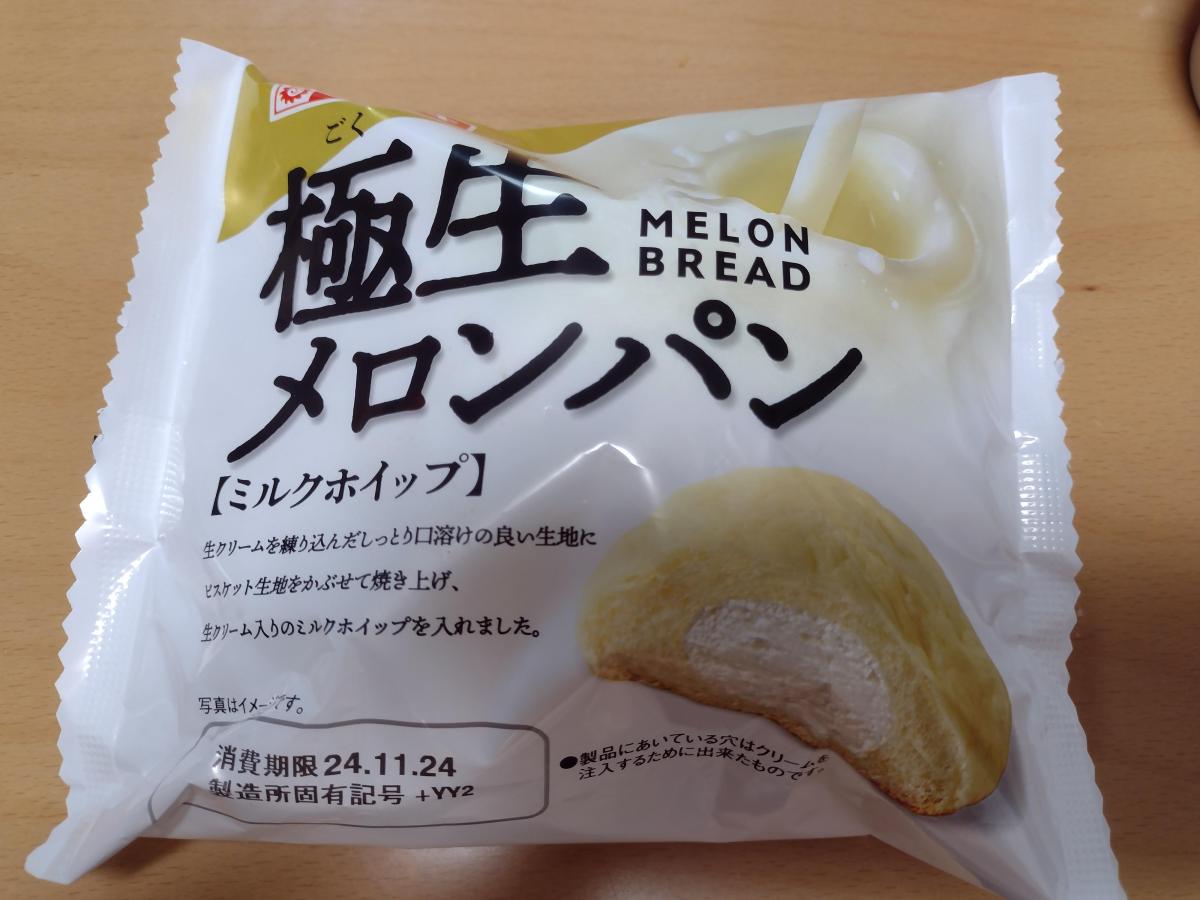 ごく
極生
MELON
BREAD
メロンパン
【ミルクホイップ】
生クリームを練り込んだしっとり口溶けの良い生地に
ビスケット生地をかぶせて焼き上げ、
生クリーム入りのミルクホイップを入れました。
写真はイメージです。
消費期限 24.11.24
製造所固有記号 +YY2
●製品にあいている穴はクリームを
注入するために出来たものです。